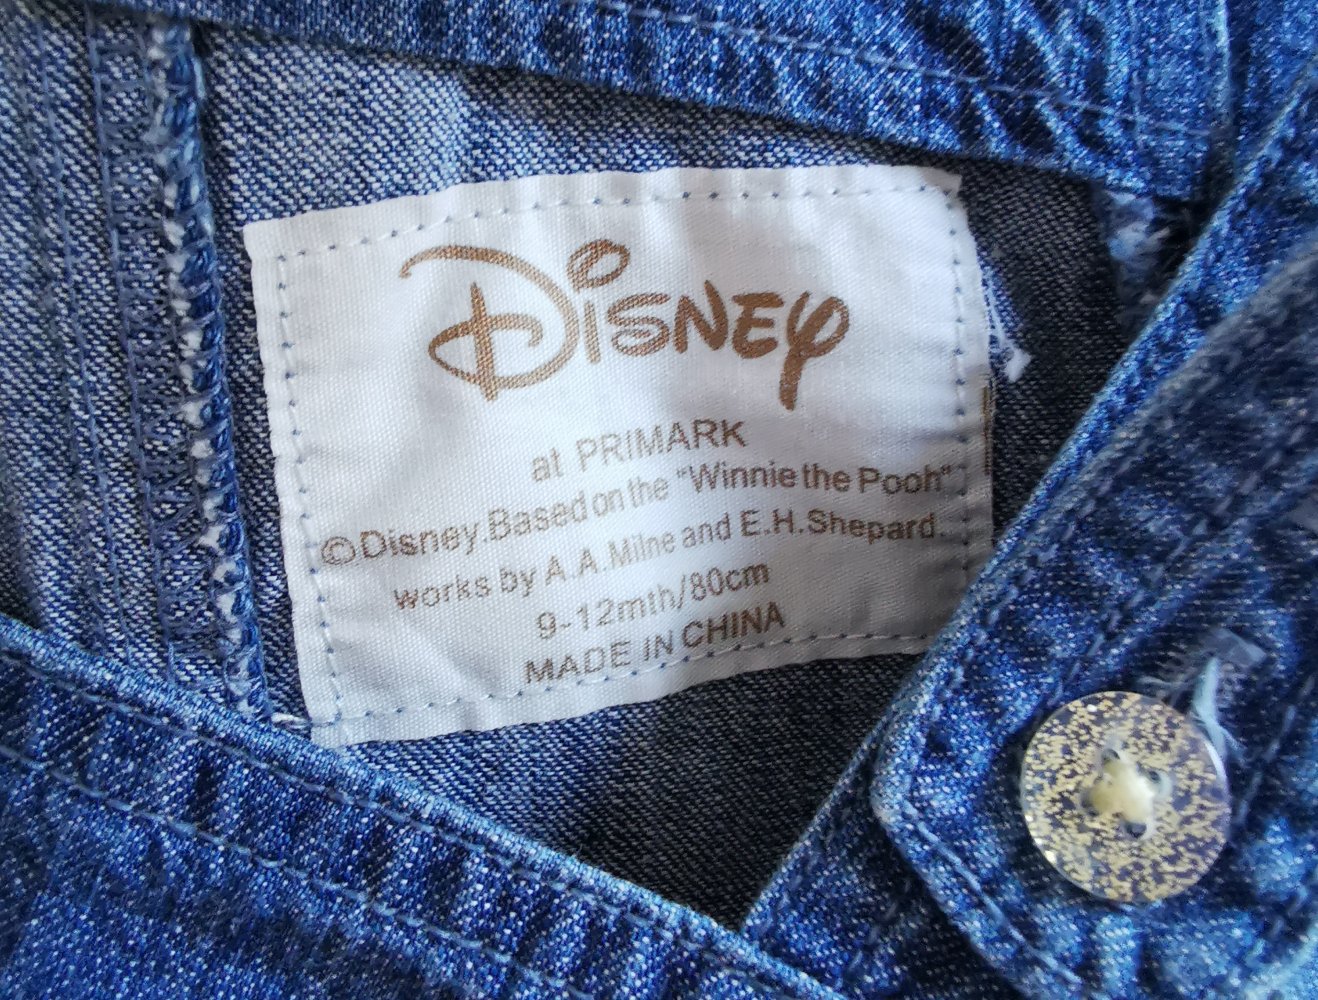 Disney
at PRIMARK
©Disney.Based on the "Winnie the Pooh"
works by A.A.Milne and E.H.Shepard.
9-12mth/80cm
MADE IN CHINA